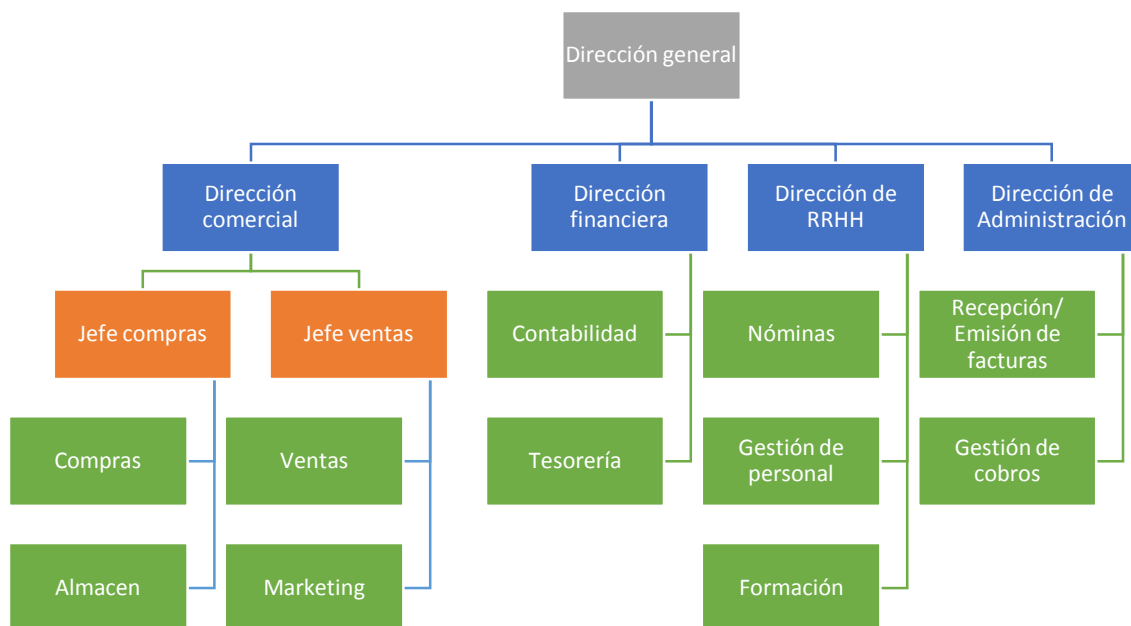 Dirección general
Dirección
comercial
Dirección
financiera
Dirección de
RRHH
Dirección de
Administración
Jefe compras
Jefe ventas
Contabilidad
Nóminas
Recepción/
Emisión de
facturas
Compras
Ventas
Tesorería
Gestión de
personal
Gestión de
cobros
Almacen
Marketing
Formación